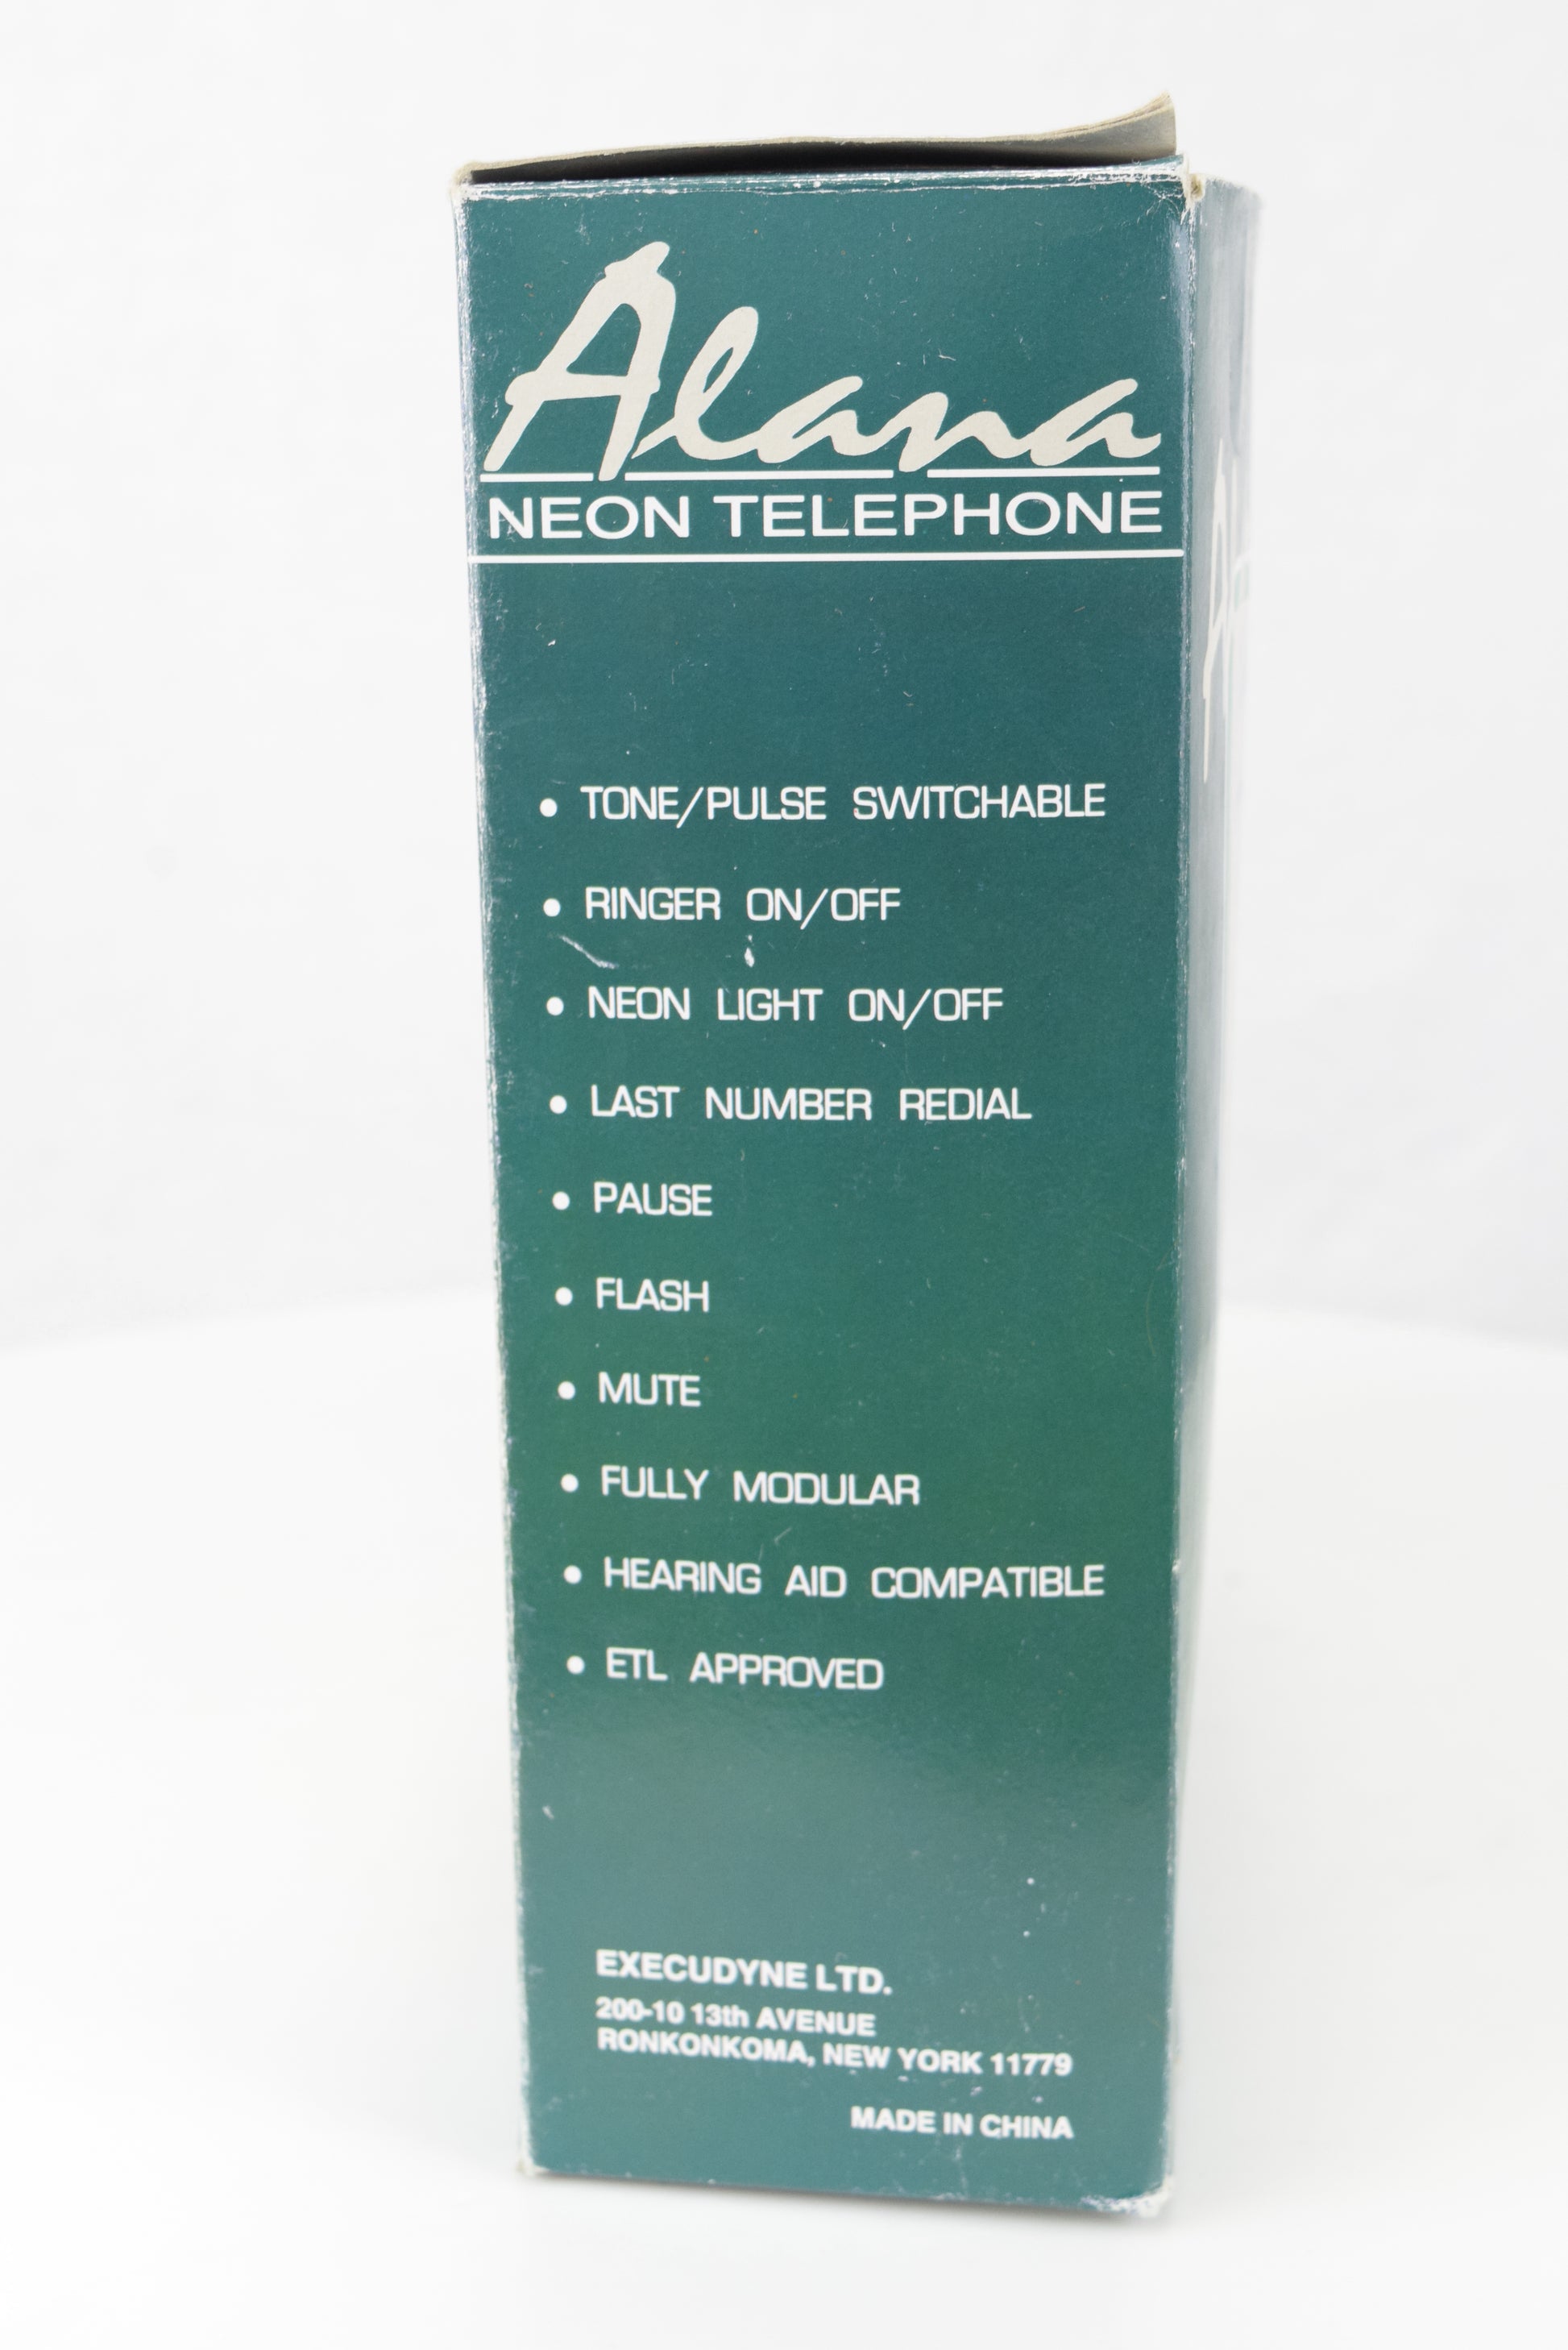 Alana
NEON TELEPHONE
• TONE/PULSE SWITCHABLE
• RINGER ON/OFF
• NEON LIGHT ON/OFF
• LAST NUMBER REDIAL
• PAUSE
• FLASH
• MUTE
• FULLY MODULAR
• HEARING AID COMPATIBLE
• ETL APPROVED
EXECUDYNE LTD.
200-10 13th AVENUE
RONKONKOMA, NEW YORK 11779
MADE IN CHINA